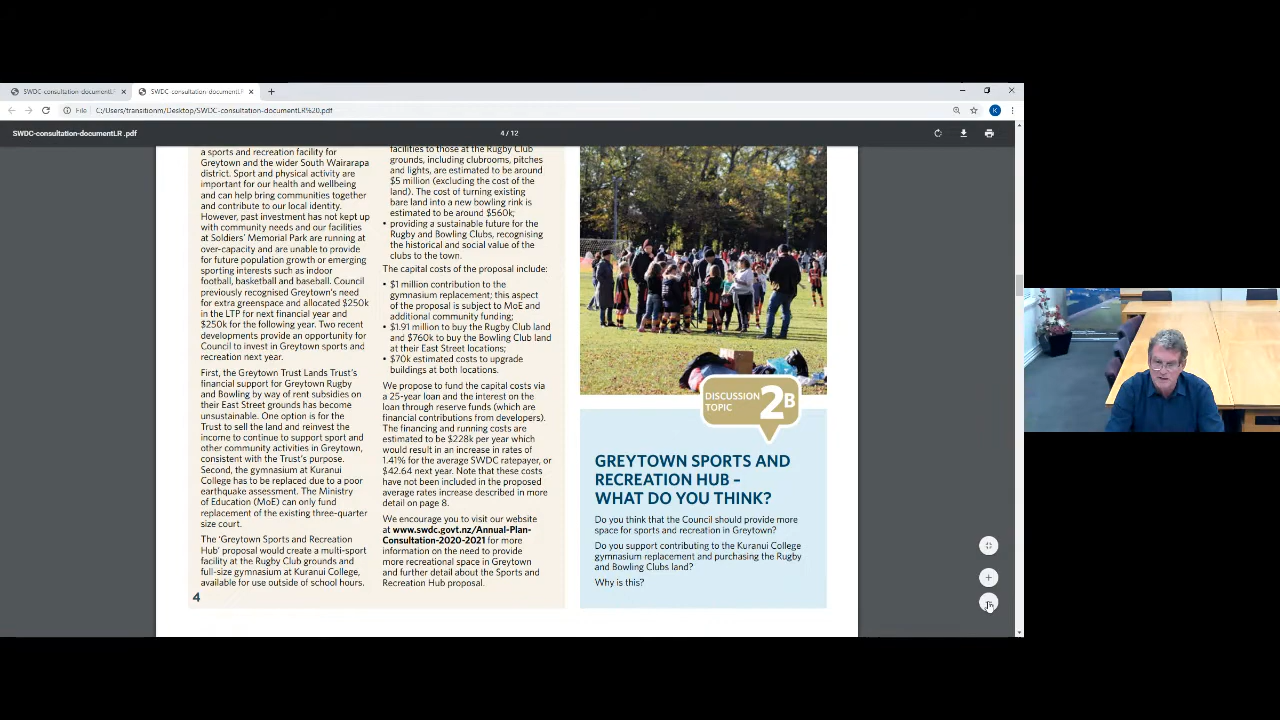 SWDC-consultation-documentLR
SWDC-consultation-documentLR
File
C:/Users/transitionm/Desktop/SWDC-consultation-documentLR%20.pdf
K
SWDC-consultation-documentLR .pdf
4 / 12
a sports and recreation facility for
Greytown and the wider South Wairarapa
district. Sport and physical activity are
important for our health and wellbeing
and can help bring communities together
and contribute to our local identity.
However, past investment has not kept up
with community needs and our facilities
at Soldiers' Memorial Park are running at
over-capacity and are unable to provide
for future population growth or emerging
sporting interests such as indoor
football, basketball and baseball. Council
previously recognised Greytown's need
for extra greenspace and allocated $250k
in the LTP for next financial year and
$250k for the following year. Two recent
developments provide an opportunity for
Council to invest in Greytown sports and
recreation next year.
First, the Greytown Trust Lands Trust's
financial support for Greytown Rugby
and Bowling by way of rent subsidies on
their East Street grounds has become
unsustainable. One option is for the
Trust to sell the land and reinvest the
income to continue to support sport and
other community activities in Greytown,
consistent with the Trust's purpose.
Second, the gymnasium at Kuranui
College has to be replaced due to a poor
earthquake assessment. The Ministry
of Education (MoE) can only fund
replacement of the existing three-quarter
size court.
The 'Greytown Sports and Recreation
Hub' proposal would create a multi-sport
facility at the Rugby Club grounds and
full-size gymnasium at Kuranui College,
available for use outside of school hours.
4
facilities to those at the Rugby Club
grounds, including clubrooms, pitches
and lights, are estimated to be around
$5 million (excluding the cost of the
land). The cost of turning existing
bare land into a new bowling rink is
estimated to be around $560k;
• providing a sustainable future for the
Rugby and Bowling Clubs, recognising
the historical and social value of the
clubs to the town.
The capital costs of the proposal include:
• $1 million contribution to the
gymnasium replacement; this aspect
of the proposal is subject to MoE and
additional community funding;
• $1.91 million to buy the Rugby Club land
and $760k to buy the Bowling Club land
at their East Street locations;
• $70k estimated costs to upgrade
buildings at both locations.
We propose to fund the capital costs via
a 25-year loan and the interest on the
loan through reserve funds (which are
financial contributions from developers).
The financing and running costs are
estimated to be $228k per year which
would result in an increase in rates of
1.41% for the average SWDC ratepayer, or
$42.64 next year. Note that these costs
have not been included in the proposed
average rates increase described in more
detail on page 8.
We encourage you to visit our website
at www.swdc.govt.nz/Annual-Plan-
Consultation-2020-2021 for more
information on the need to provide
more recreational space in Greytown
and further detail about the Sports and
Recreation Hub proposal.
DISCUSSION
TOPIC
2B
GREYTOWN SPORTS AND
RECREATION HUB –
WHAT DO YOU THINK?
Do you think that the Council should provide more
space for sports and recreation in Greytown?
Do you support contributing to the Kuranui College
gymnasium replacement and purchasing the Rugby
and Bowling Clubs land?
Why is this?